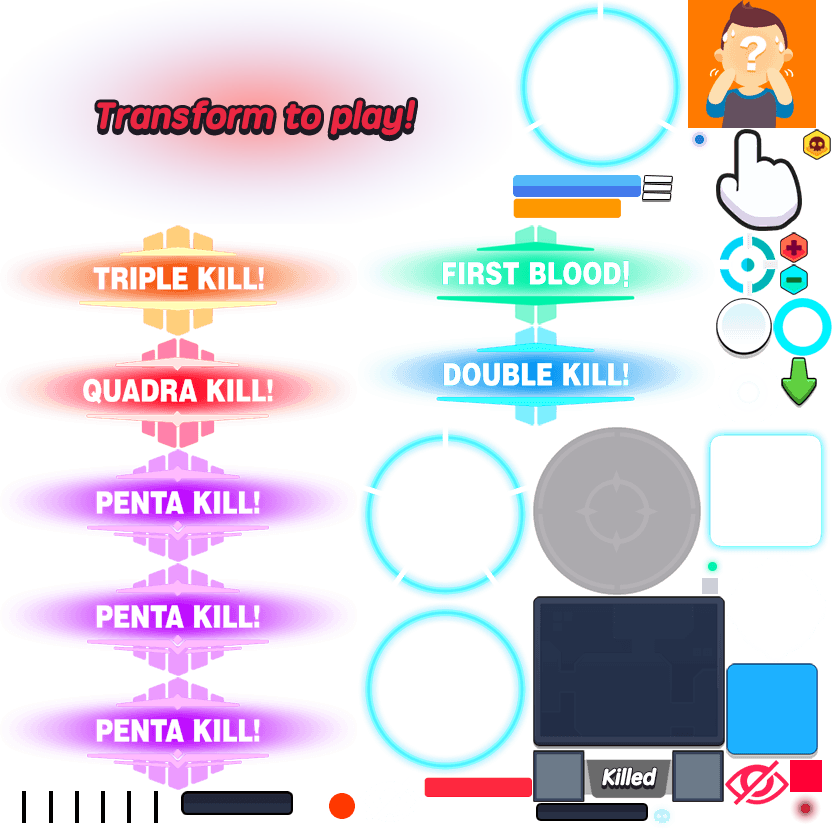 ?
Transform to play!
TRIPLE KILL!
FIRST BLOOD!
QUADRA KILL!
DOUBLE KILL!
PENTA KILL!
PENTA KILL!
PENTA KILL!
Killed